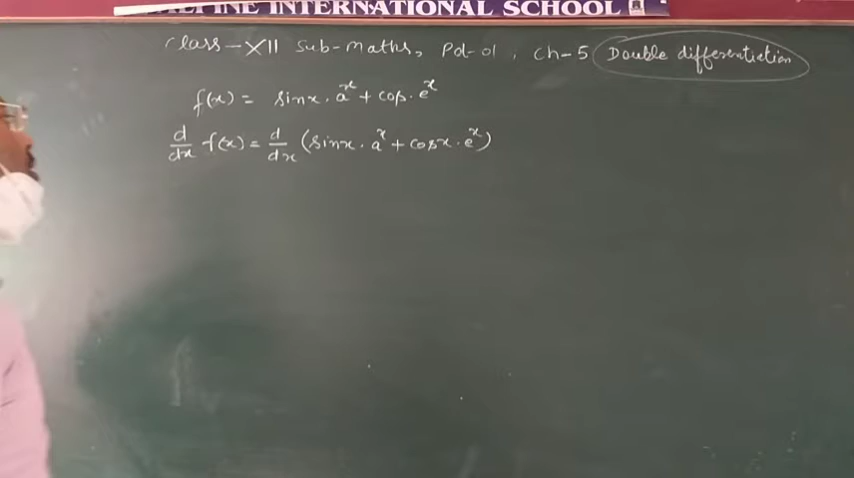 INTERNATIONAL SCHOOL
Class-XII Sub-Maths, Pd-01, Ch-5 Double differentiation
f(x) = sinx . a^x + cos . e^x
d/dx f(x) = d/dx (sinx . a^x + cosx . e^x)